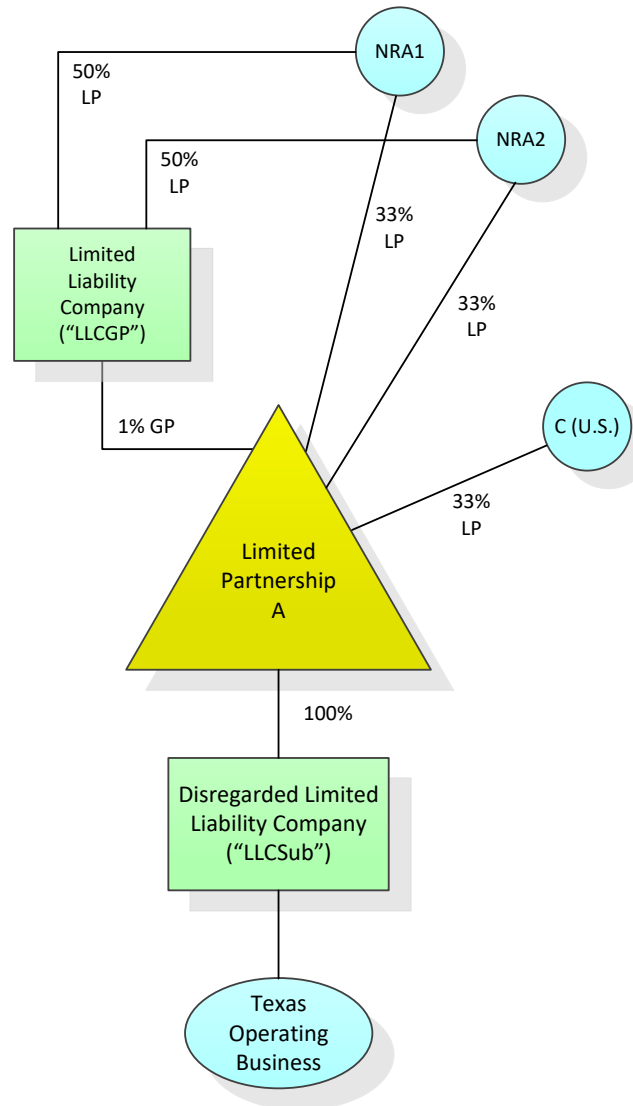 NRA1
50%
LP
NRA2
50%
LP
33%
LP
Limited
Liability
Company
(“LLCGP”)
33%
LP
C (U.S.)
1% GP
33%
LP
Limited
Partnership
A
100%
Disregarded Limited
Liability Company
(“LLCSub”)
Texas
Operating
Business